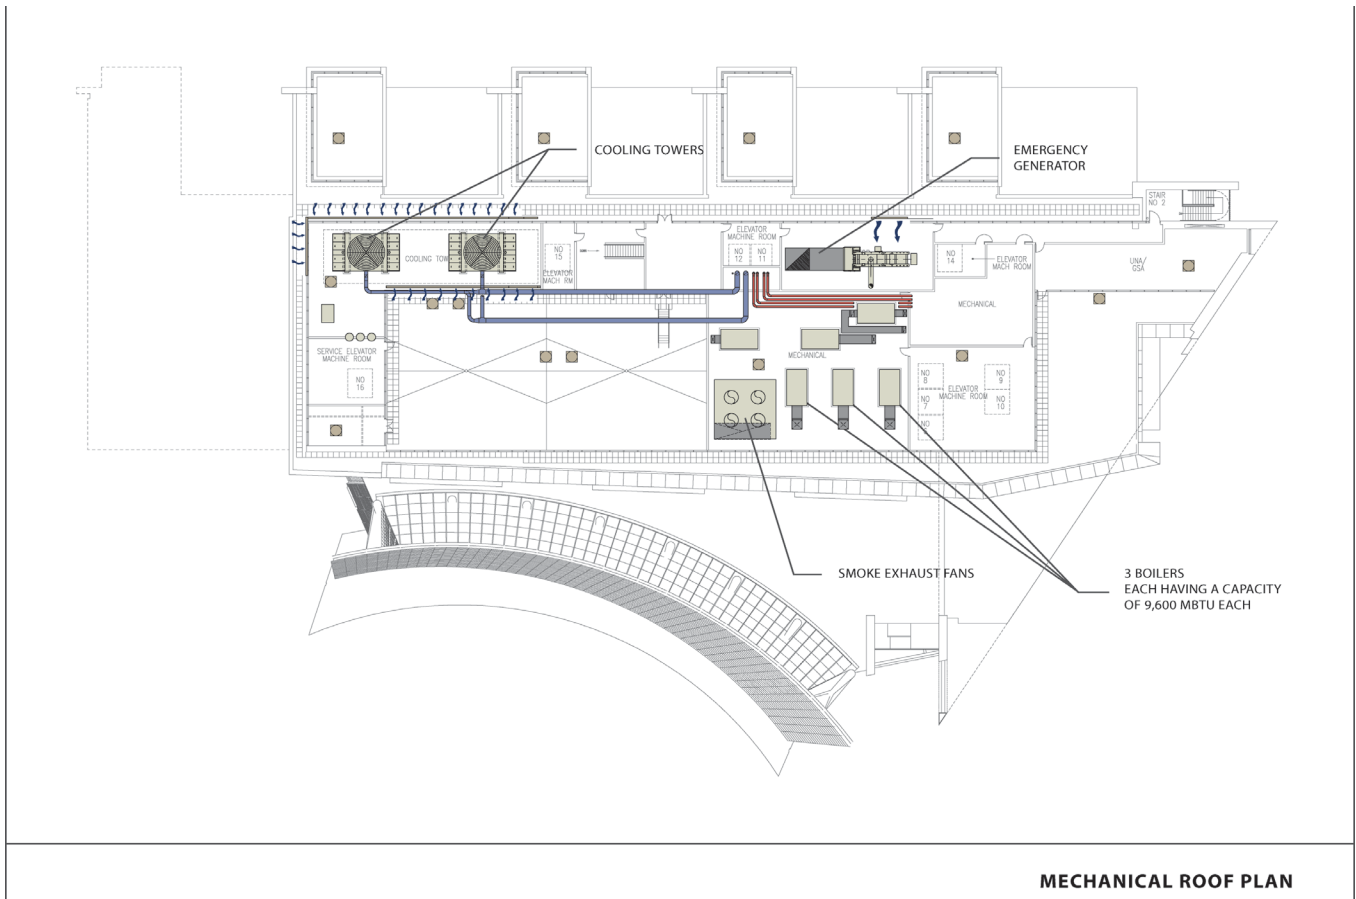 COOLING TOWERS
EMERGENCY
GENERATOR
STAIR
NO 2
ELEVATOR
MACHINE ROOM
NO
12
NO
11
NO
15
ELEVATOR
MACH RM
COOLING
NO
14
ELEVATOR
MACH ROOM
UNA/
GSA
MECHANICAL
SERVICE ELEVATOR
MACHINE ROOM
NO
16
MECHANICAL
NO
8
NO
9
ELEVATOR
MACHINE ROOM
NO
7
NO
10
NO
SMOKE EXHAUST FANS
3 BOILERS
EACH HAVING A CAPACITY
OF 9,600 MBTU EACH
MECHANICAL ROOF PLAN